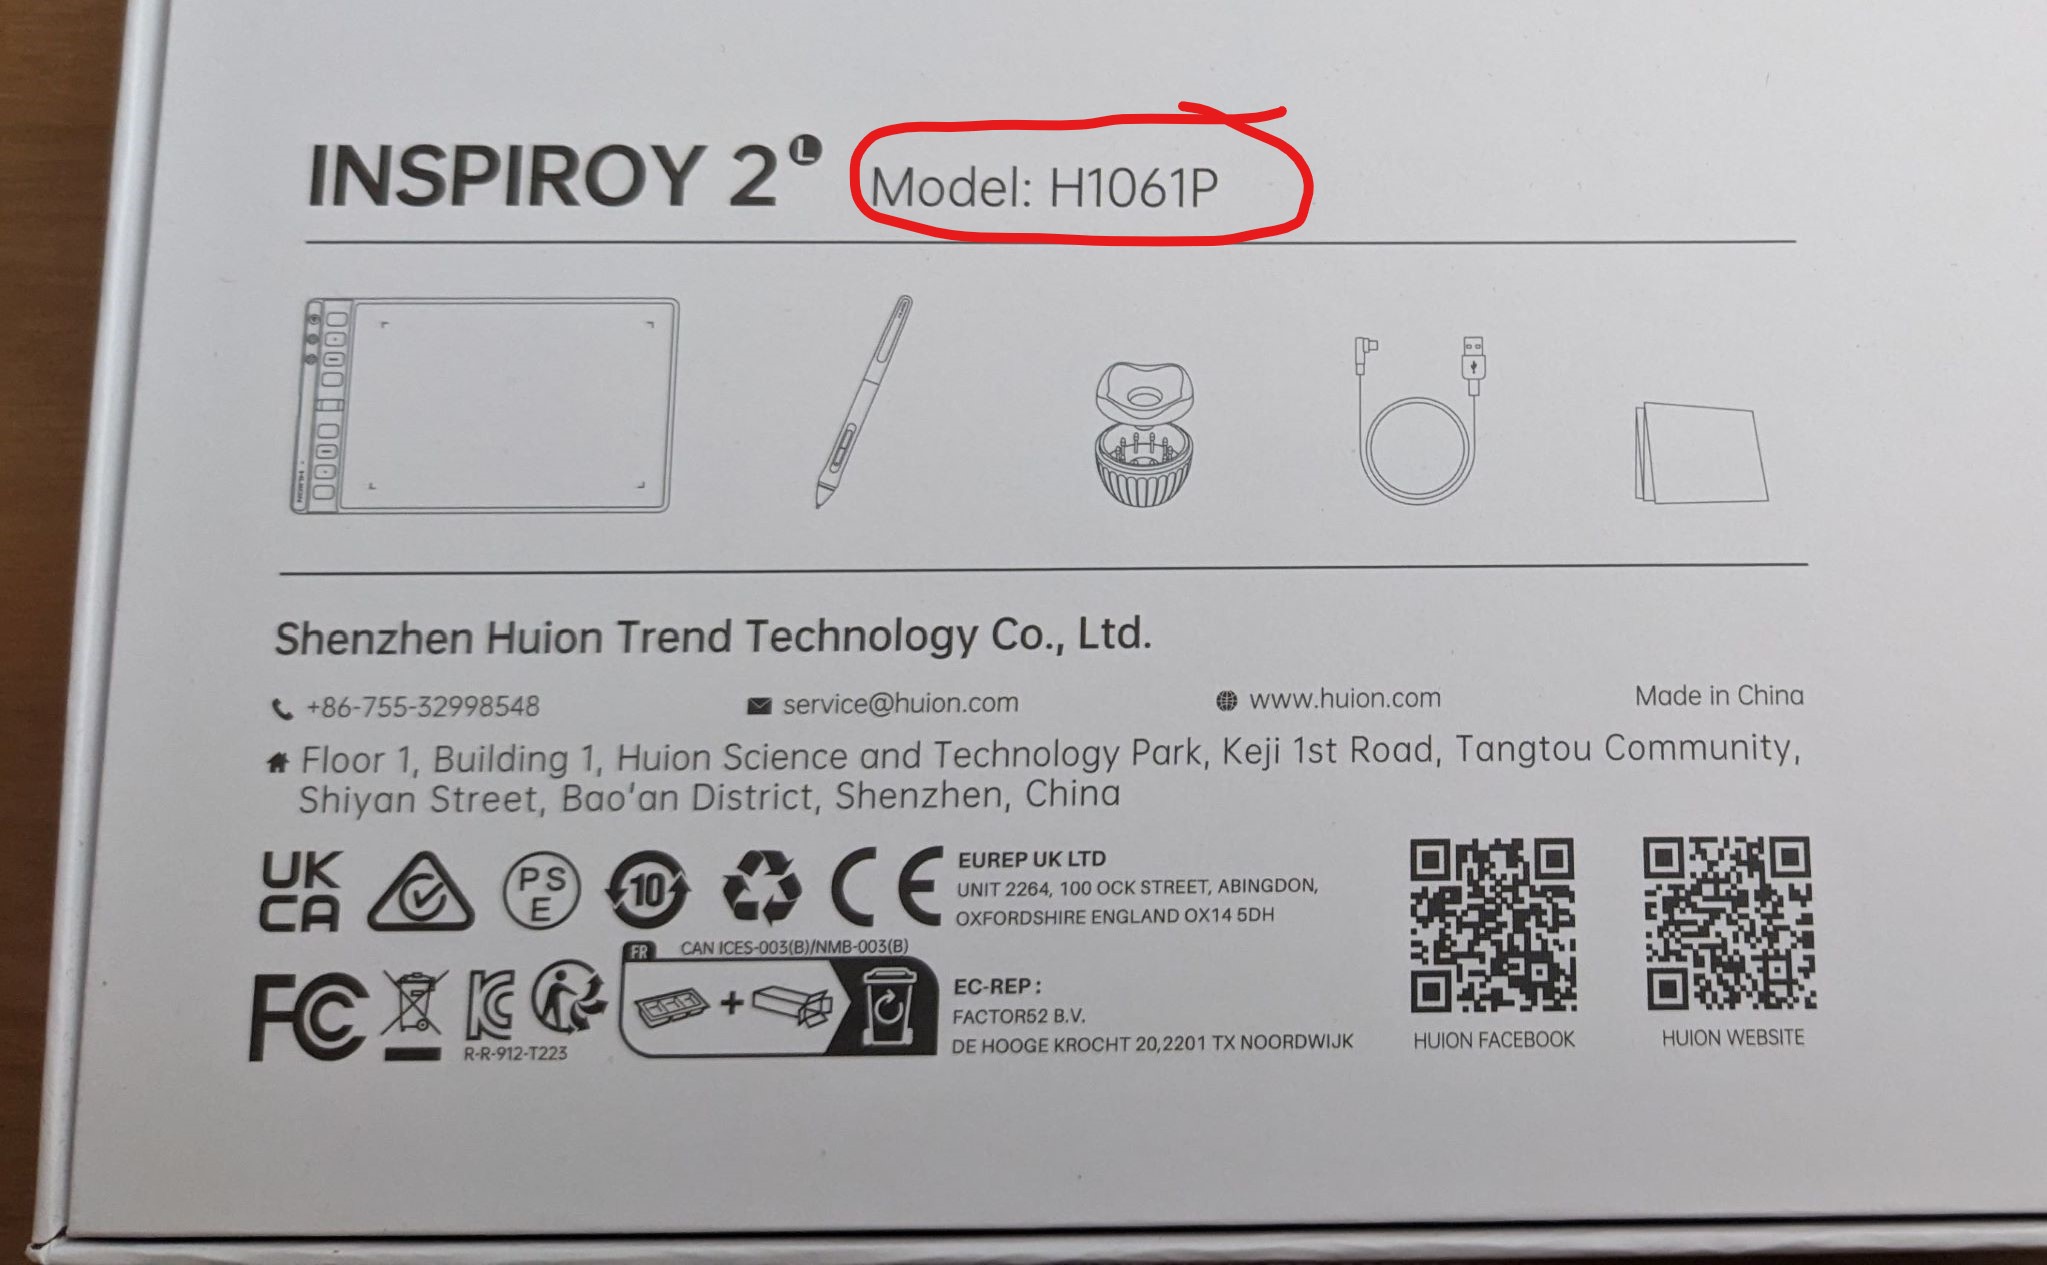 INSPIROY 2 L Model: H1061P
HUION
Shenzhen Huion Trend Technology Co., Ltd.
+86-755-32998548 service@huion.com www.huion.com Made in China
Floor 1, Building 1, Huion Science and Technology Park, Keji 1st Road, Tangtou Community,
Shiyan Street, Bao'an District, Shenzhen, China
UK
CA
PS
E
10
CE
EUREP UK LTD
UNIT 2264, 100 OCK STREET, ABINGDON,
OXFORDSHIRE ENGLAND OX14 5DH
FC
KC
R-R-912-T223
FR
CAN ICES-003(B)/NMB-003(B)
+
EC-REP :
FACTOR52 B.V.
DE HOOGE KROCHT 20,2201 TX NOORDWIJK
HUION FACEBOOK
HUION WEBSITE